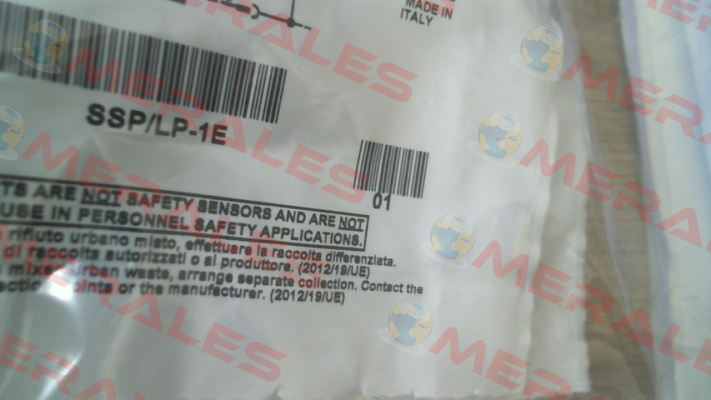 MADE IN
ITALY
SSP/LP-1E
01
TS ARE NOT SAFETY SENSORS AND ARE NOT
USE IN PERSONNEL SAFETY APPLICATIONS.
rifiuto urbano misto, effettuare la raccolta differenziata.
di raccolta autorizzati o al produttore. (2012/19/UE)
mixed urban waste, arrange separate collection. Contact the
ection points or the manufacturer. (2012/19/UE)
MERALES
MERALES
MERALES
MERALES
MERALES